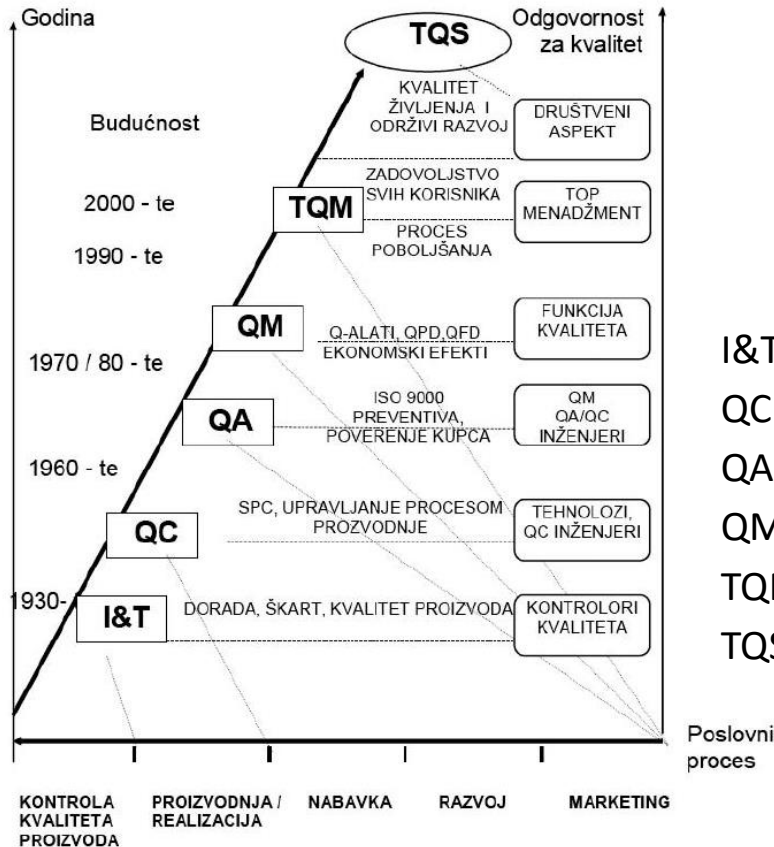 Godina
Odgovornost
za kvalitet
TQS
KVALITET
ŽIVLJENJA I
ODRŽIVI RAZVOJ
DRUŠTVENI
ASPEKT
Budućnost
ZADOVOLJSTVO
SVIH KORISNIKA
2000 - te
TQM
TOP
MENADŽMENT
PROCES
POBOLJŠANJA
1990 - te
QM
Q-ALATI, QPD,QFD
EKONOMSKI EFEKTI
FUNKCIJA
KVALITETA
1970 / 80 - te
QA
ISO 9000
PREVENTIVA,
POVERENJE KUPCA
QM
QA/QC
INŽENJERI
1960 - te
QC
SPC, UPRAVLJANJE PROCESOM
PROZVODNJE
TEHNOLOZI,
QC INŽENJERI
1930-
I&T
DORADA, ŠKART, KVALITET PROIZVODA
KONTROLORI
KVALITETA
Poslovni
proces
KONTROLA
KVALITETA
PROIZVODA
PROIZVODNJA /
REALIZACIJA
NABAVKA
RAZVOJ
MARKETING
I&T
QC
QA